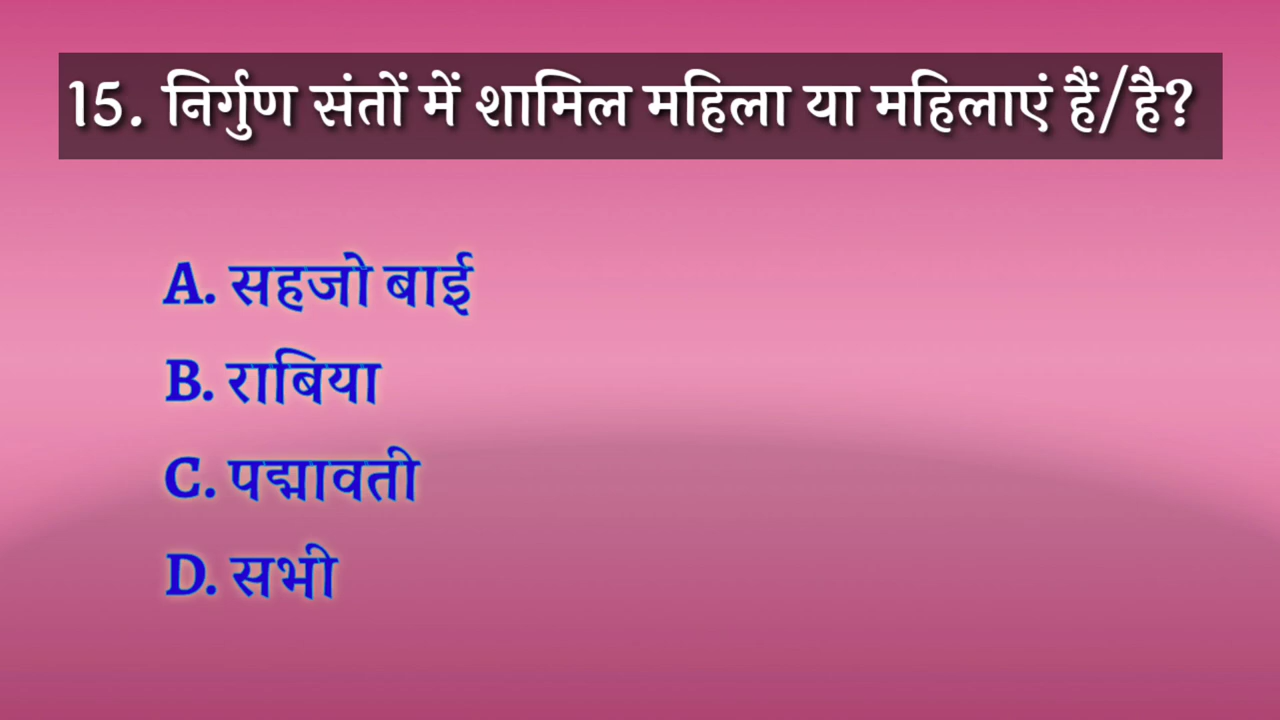 15. निर्गुण संतों में शामिल महिला या महिलाएं हैं/है?
A. सहजो बाई
B. राबिया
C. पद्मावती
D. सभी